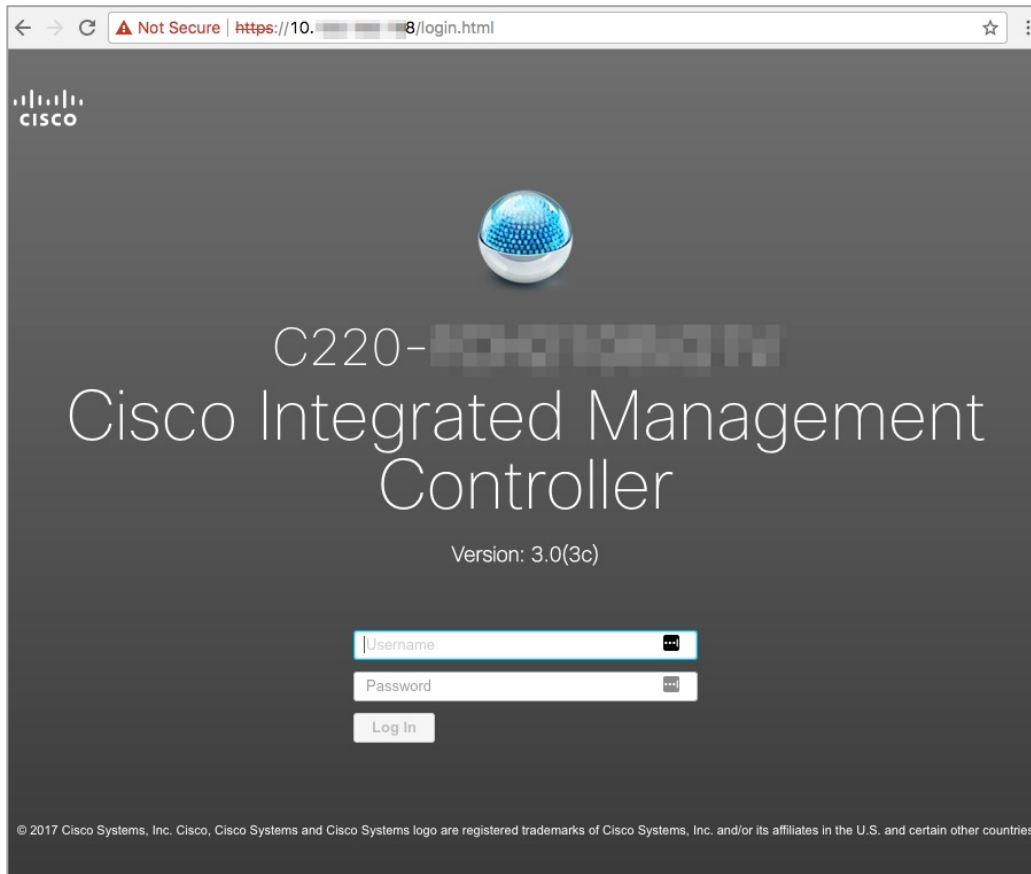 Not Secure | https://10. 8/login.html
CISCO
C220-
Cisco Integrated Management
Controller
Version: 3.0(3c)
Username
Password
Log In
© 2017 Cisco Systems, Inc. Cisco, Cisco Systems and Cisco Systems logo are registered trademarks of Cisco Systems, Inc. and/or its affiliates in the U.S. and certain other countries